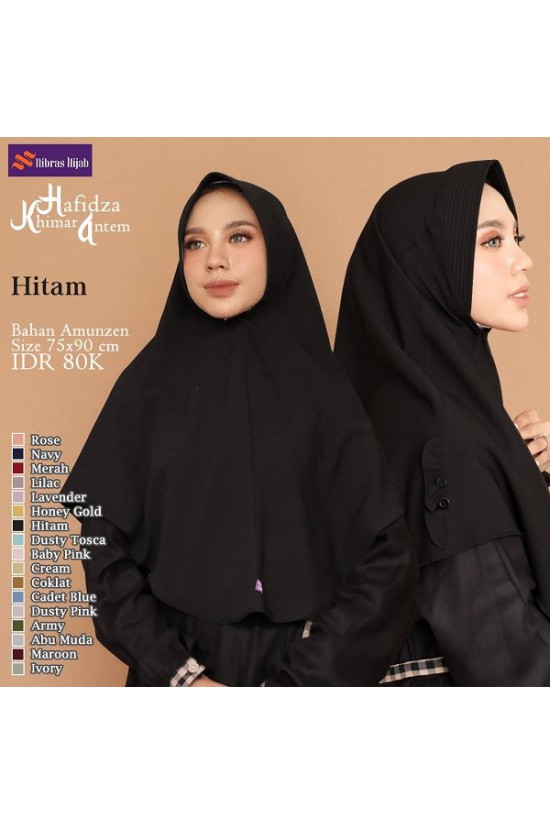 Nibras Hijab
Hafidza
Khimar Antem
Hitam
Bahan Amunzen
Size 75x90 cm
IDR 80K
Rose
Navy
Merah
Lilac
Lavender
Honey Gold
Hitam
Dusty Tosca
Baby Pink
Cream
Coklat
Cadet Blue
Dusty Pink
Army
Abu Muda
Maroon
Ivory